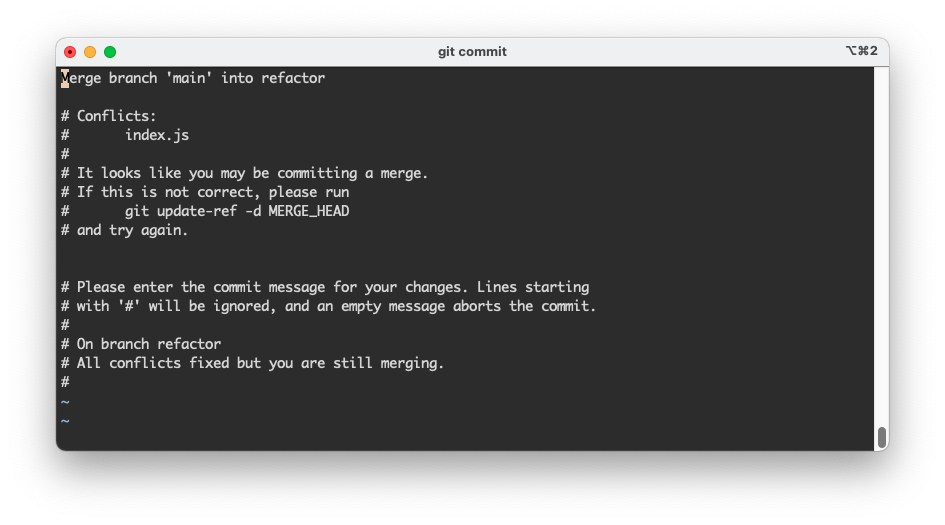 git commit
⌥⌘2
Merge branch 'main' into refactor
# Conflicts:
#       index.js
#
# It looks like you may be committing a merge.
# If this is not correct, please run
#       git update-ref -d MERGE_HEAD
# and try again.
# Please enter the commit message for your changes. Lines starting
# with '#' will be ignored, and an empty message aborts the commit.
#
# On branch refactor
# All conflicts fixed but you are still merging.
#
~
~